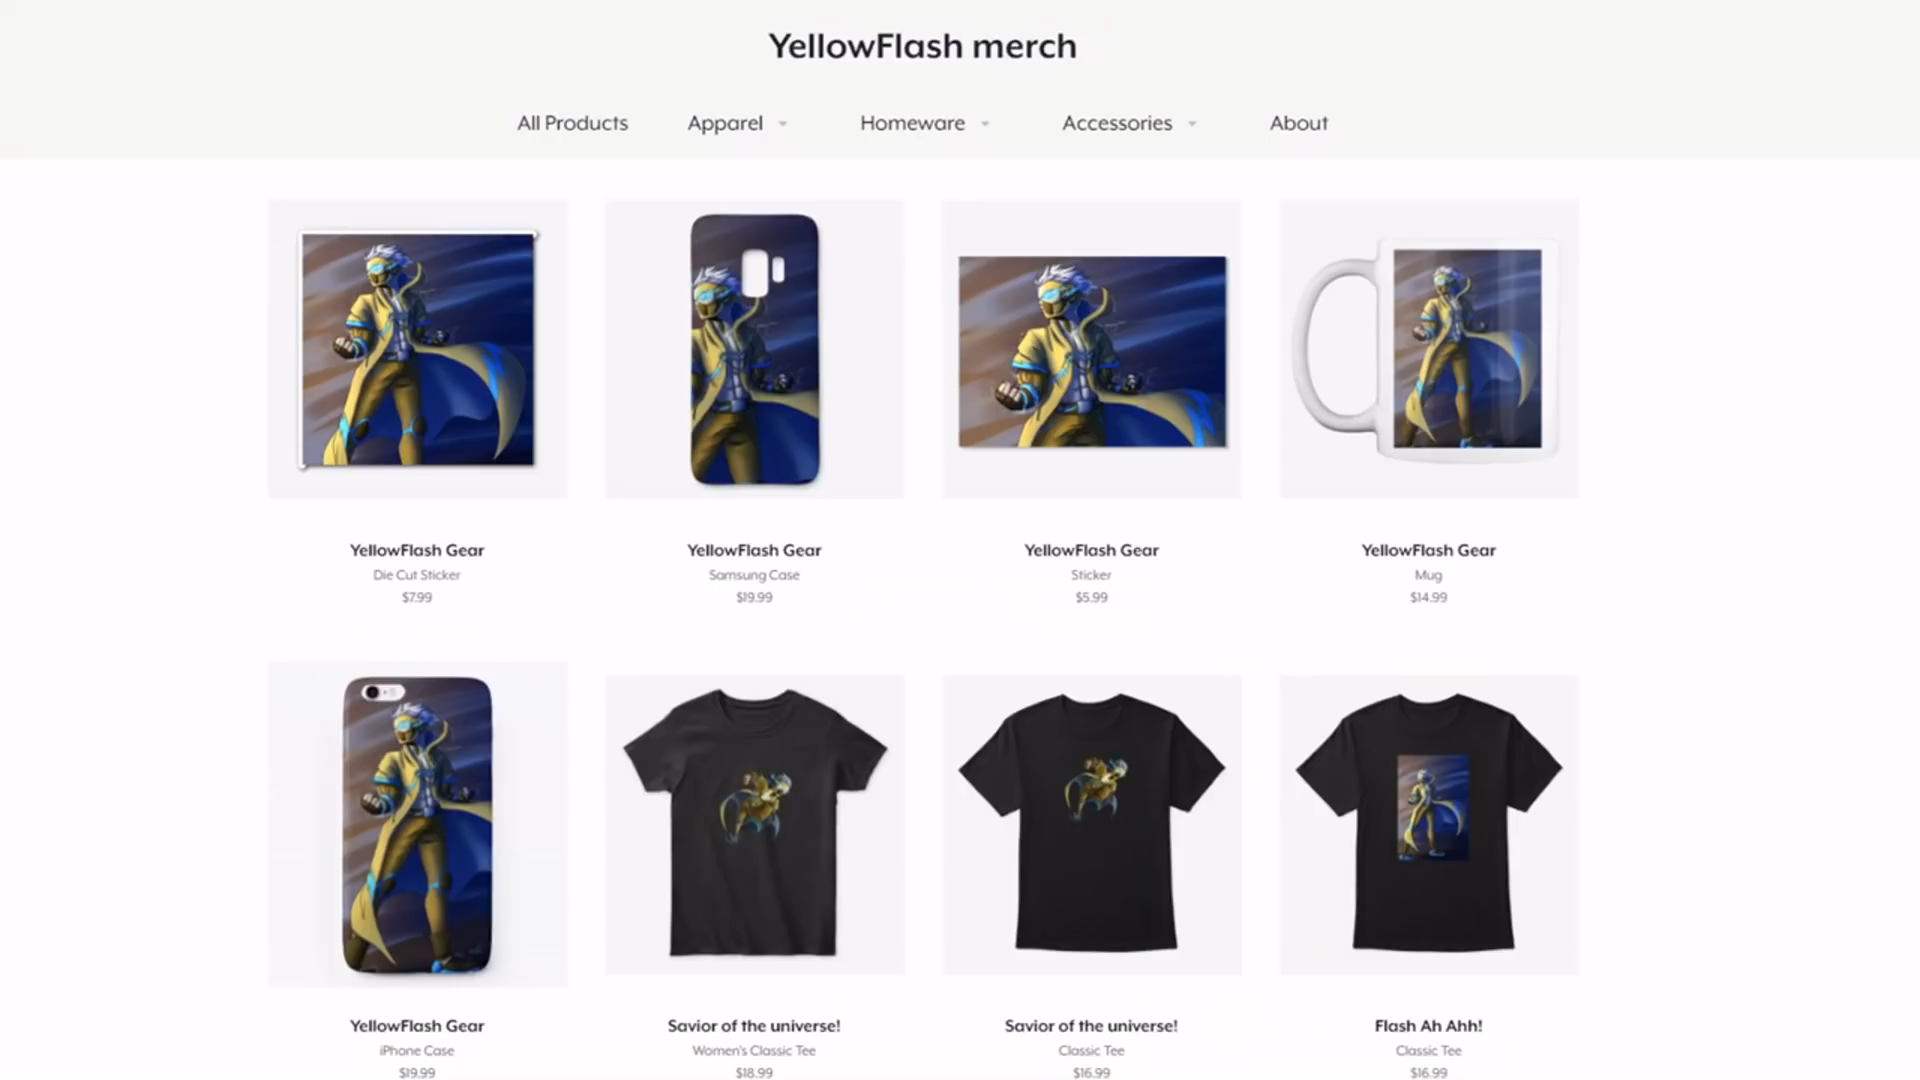 YellowFlash merch
All Products Apparel Homeware Accessories About
YellowFlash Gear
Die Cut Sticker
$7.99
YellowFlash Gear
Samsung Case
$19.99
YellowFlash Gear
Sticker
$5.99
YellowFlash Gear
Mug
$14.99
YellowFlash Gear
iPhone Case
$19.99
Savior of the universe!
Women's Classic Tee
$18.99
Savior of the universe!
Classic Tee
$16.99
Flash Ah Ahh!
Classic Tee
$16.99